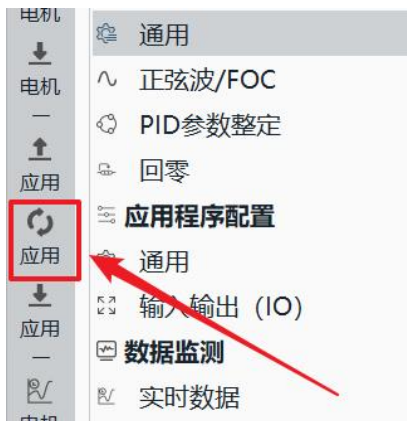 电机
电机
应用
应用
应用
通用
正弦波/FOC
PID参数整定
回零
应用程序配置
通用
输入输出（IO）
数据监测
实时数据